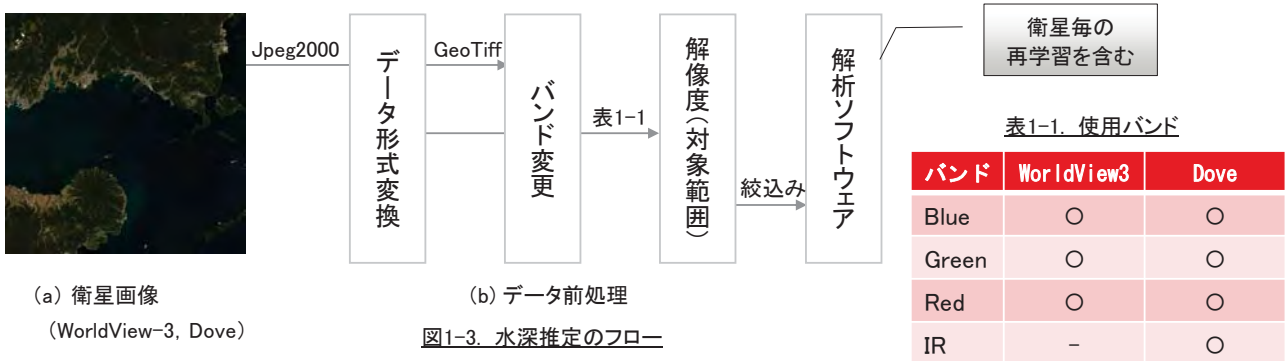 Jpeg2000
データ形式変換
GeoTiff
バンド変更
表1-1
解像度(対象範囲)
絞込み
解析ソフトウェア
衛星毎の
再学習を含む
表1-1. 使用バンド
バンド WorldView3 Dove
Blue ○ ○
Green ○ ○
Red ○ ○
IR - ○
(a) 衛星画像
(WorldView-3, Dove)
(b) データ前処理
図1-3. 水深推定のフロー